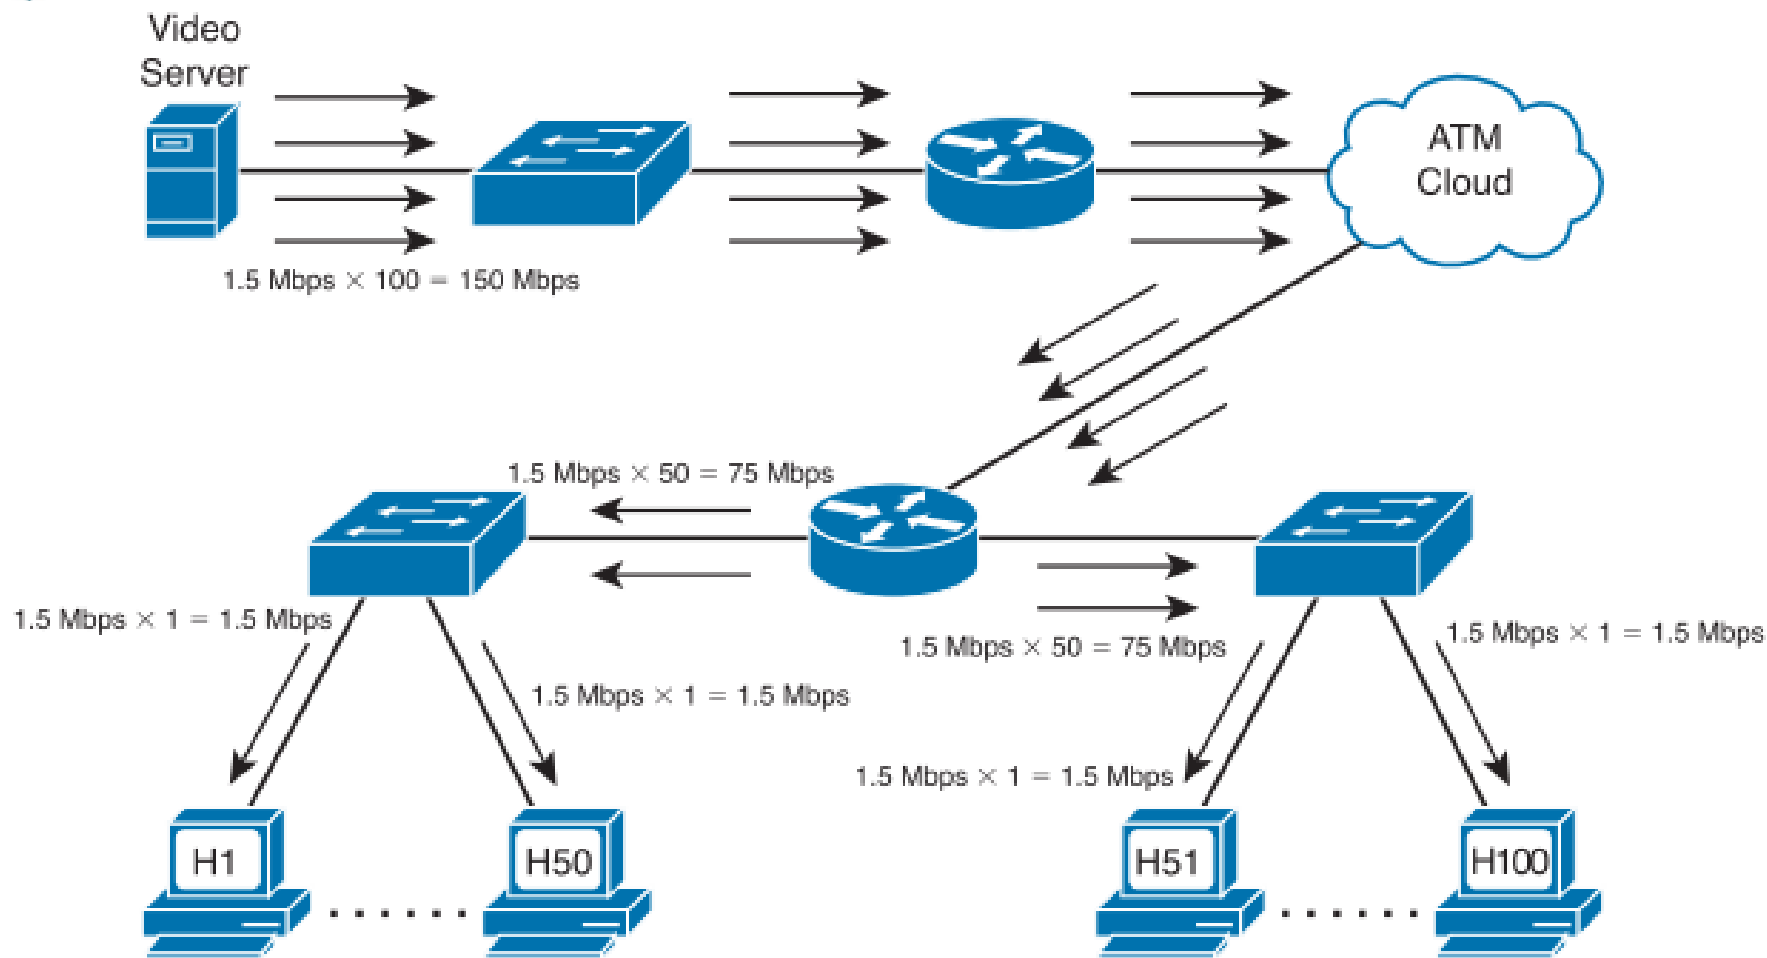 Video
Server
ATM
Cloud
1.5 Mbps × 100 = 150 Mbps
1.5 Mbps × 50 = 75 Mbps
1.5 Mbps × 1 = 1.5 Mbps
1.5 Mbps × 50 = 75 Mbps
1.5 Mbps × 1 = 1.5 Mbps
1.5 Mbps × 1 = 1.5 Mbps
1.5 Mbps × 1 = 1.5 Mbps
H1
H50
H51
H100